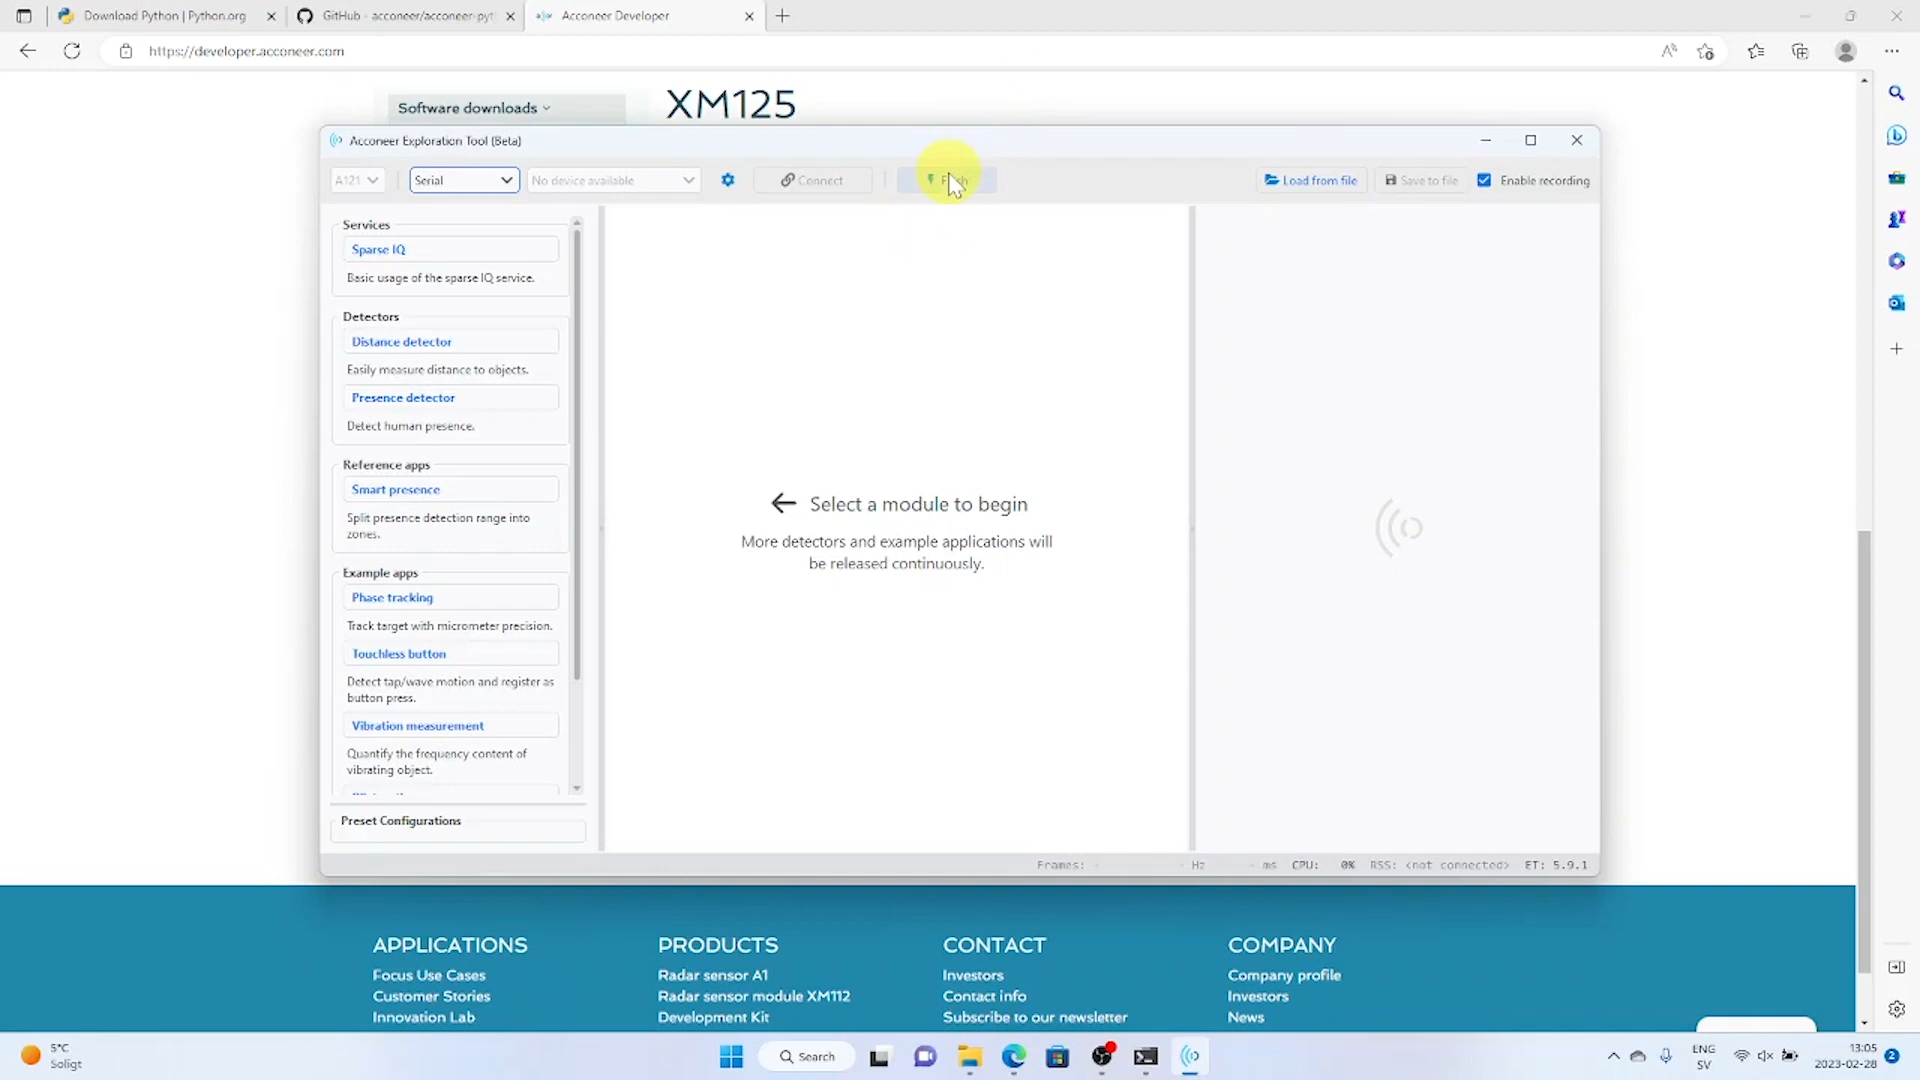 Download Python | Python.org
GitHub - acconeer/acconeer-pyt
Acconeer Developer
https://developer.acconeer.com
Software downloads
XM125
Acconeer Exploration Tool (Beta)
A121
Serial
No device available
Connect
Load from file
Save to file
Enable recording
Services
Sparse IQ
Basic usage of the sparse IQ service.
Detectors
Distance detector
Easily measure distance to objects.
Presence detector
Detect human presence.
Reference apps
Smart presence
Split presence detection range into
zones.
Example apps
Phase tracking
Track target with micrometer precision.
Touchless button
Detect tap/wave motion and register as
button press.
Vibration measurement
Quantify the frequency content of
vibrating object.
Preset Configurations
Select a module to begin
More detectors and example applications will
be released continuously.
Frames: - - Hz - ms CPU: 0% RSS: <not connected> ET: 5.9.1
APPLICATIONS
Focus Use Cases
Customer Stories
Innovation Lab
PRODUCTS
Radar sensor A1
Radar sensor module XM112
Development Kit
CONTACT
Investors
Contact info
Subscribe to our newsletter
COMPANY
Company profile
Investors
News
5°C
Soligt
Search
ENG
SV
13:05
2023-02-28
2